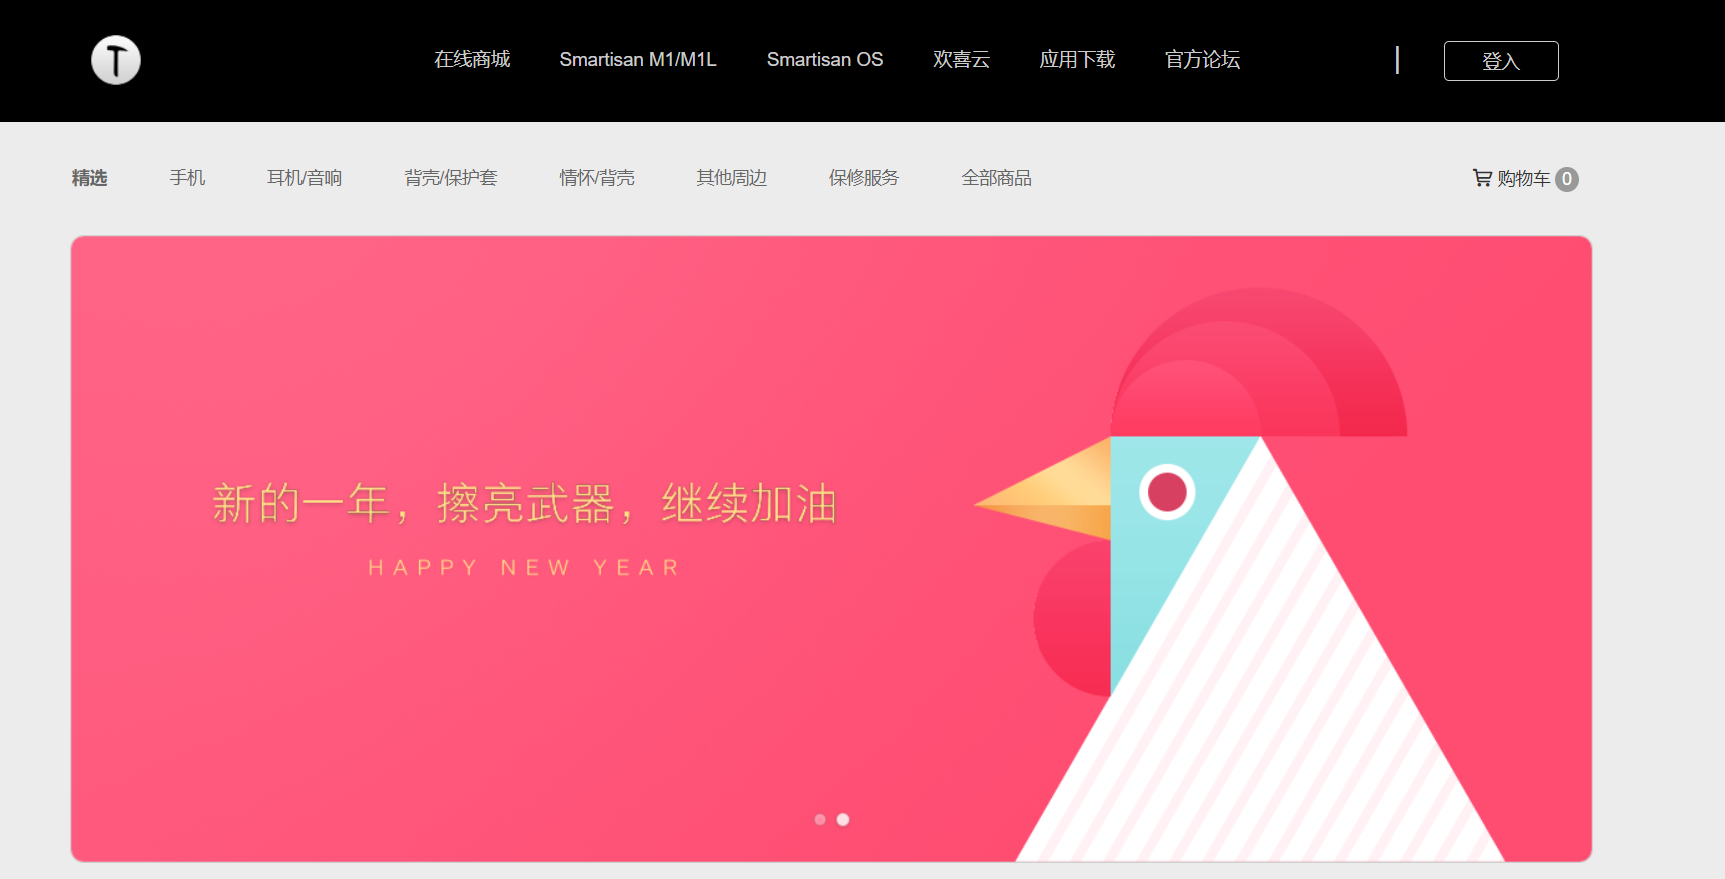 T
在线商城 Smartisan M1/M1L Smartisan OS 欢喜云 应用下载 官方论坛 | 登入
精选 手机 耳机/音响 背壳/保护套 情怀/背壳 其他周边 保修服务 全部商品 购物车 0
新的一年，擦亮武器，继续加油
HAPPY NEW YEAR